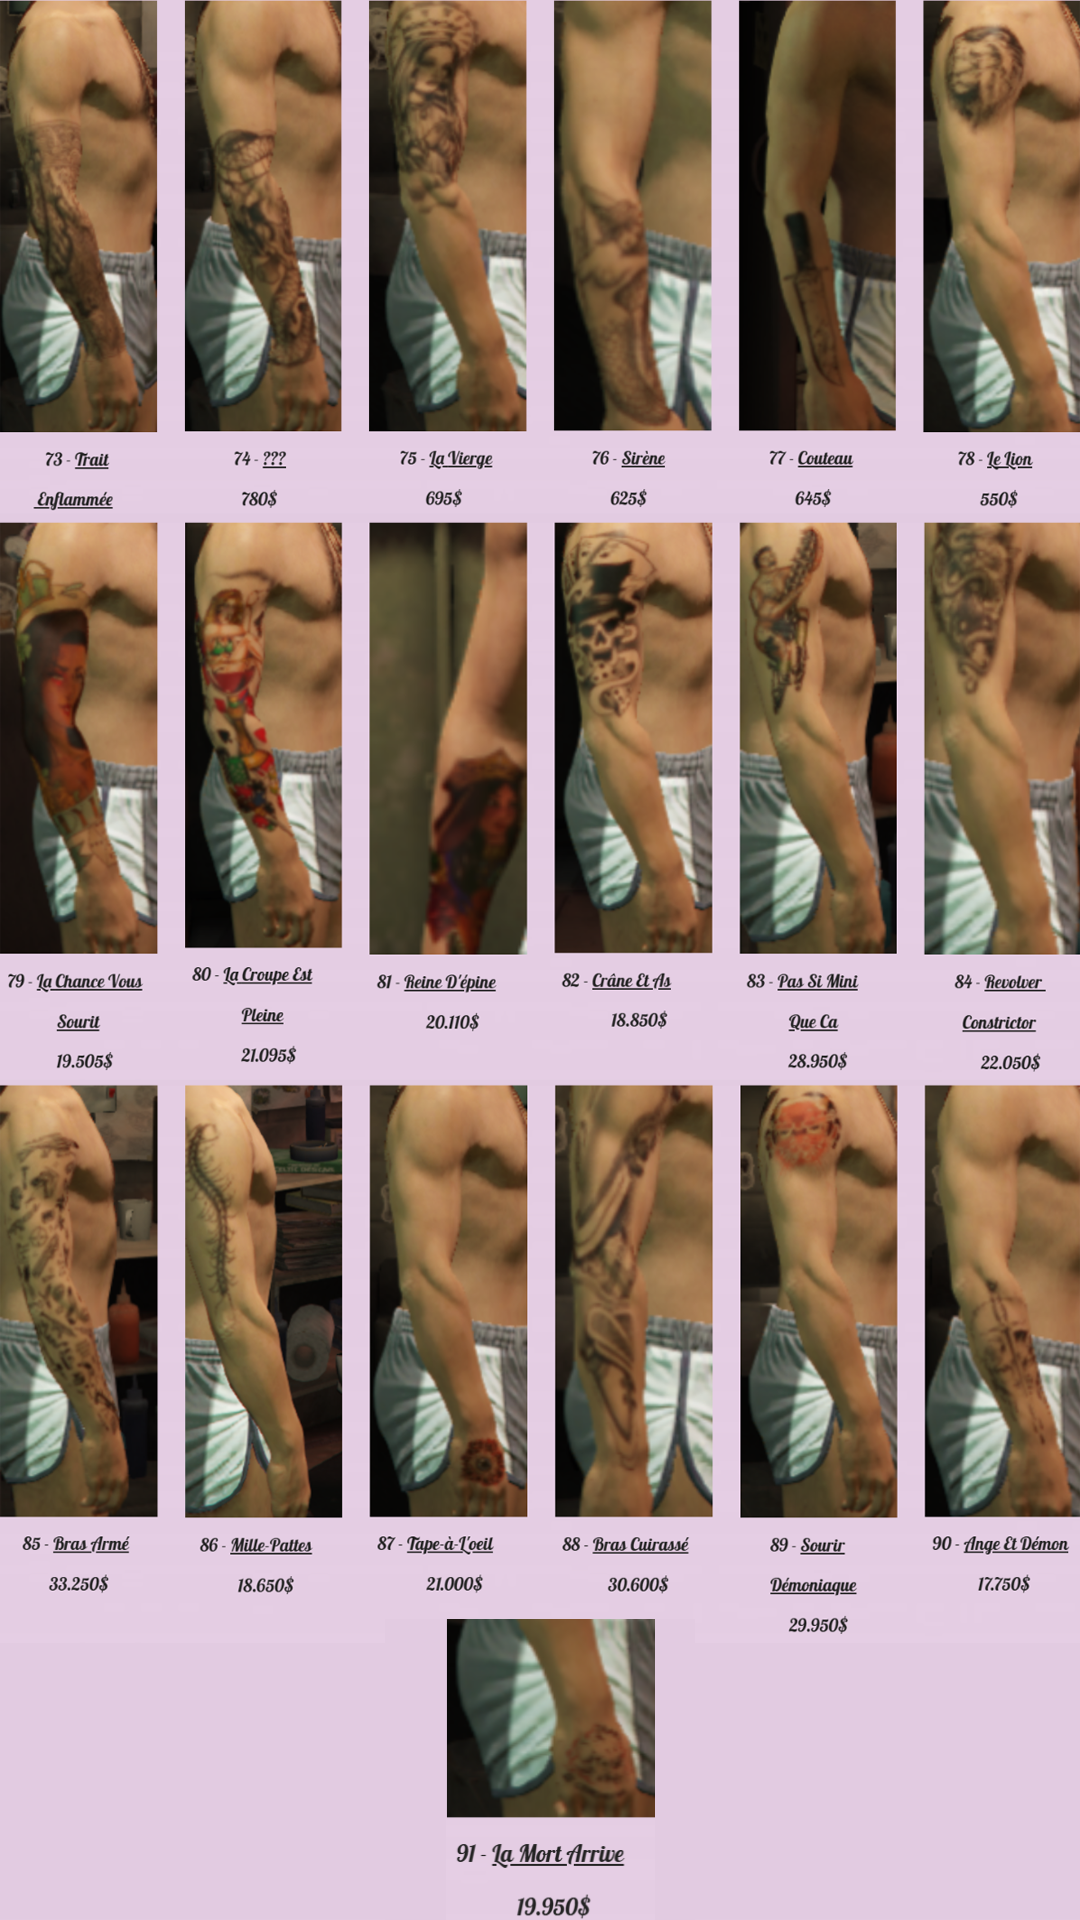 73 - Trait
Enflammée
74 - ???
780$
75 - La Vierge
695$
76 - Sirène
625$
77 - Couteau
645$
78 - Le Lion
550$
79 - La Chance Vous
Sourit
19.505$
80 - La Croupe Est
Pleine
21.095$
81 - Reine D'épine
20.110$
82 - Crâne Et As
18.850$
83 - Pas Si Mini
Que Ca
28.950$
84 - Revolver
Constrictor
22.050$
85 - Bras Armé
33.250$
86 - Mille-Pattes
18.650$
87 - Tape-à-L'oeil
21.000$
88 - Bras Cuirassé
30.600$
89 - Sourir
Démoniaque
29.950$
90 - Ange Et Démon
17.750$
91 - La Mort Arrive
19.950$